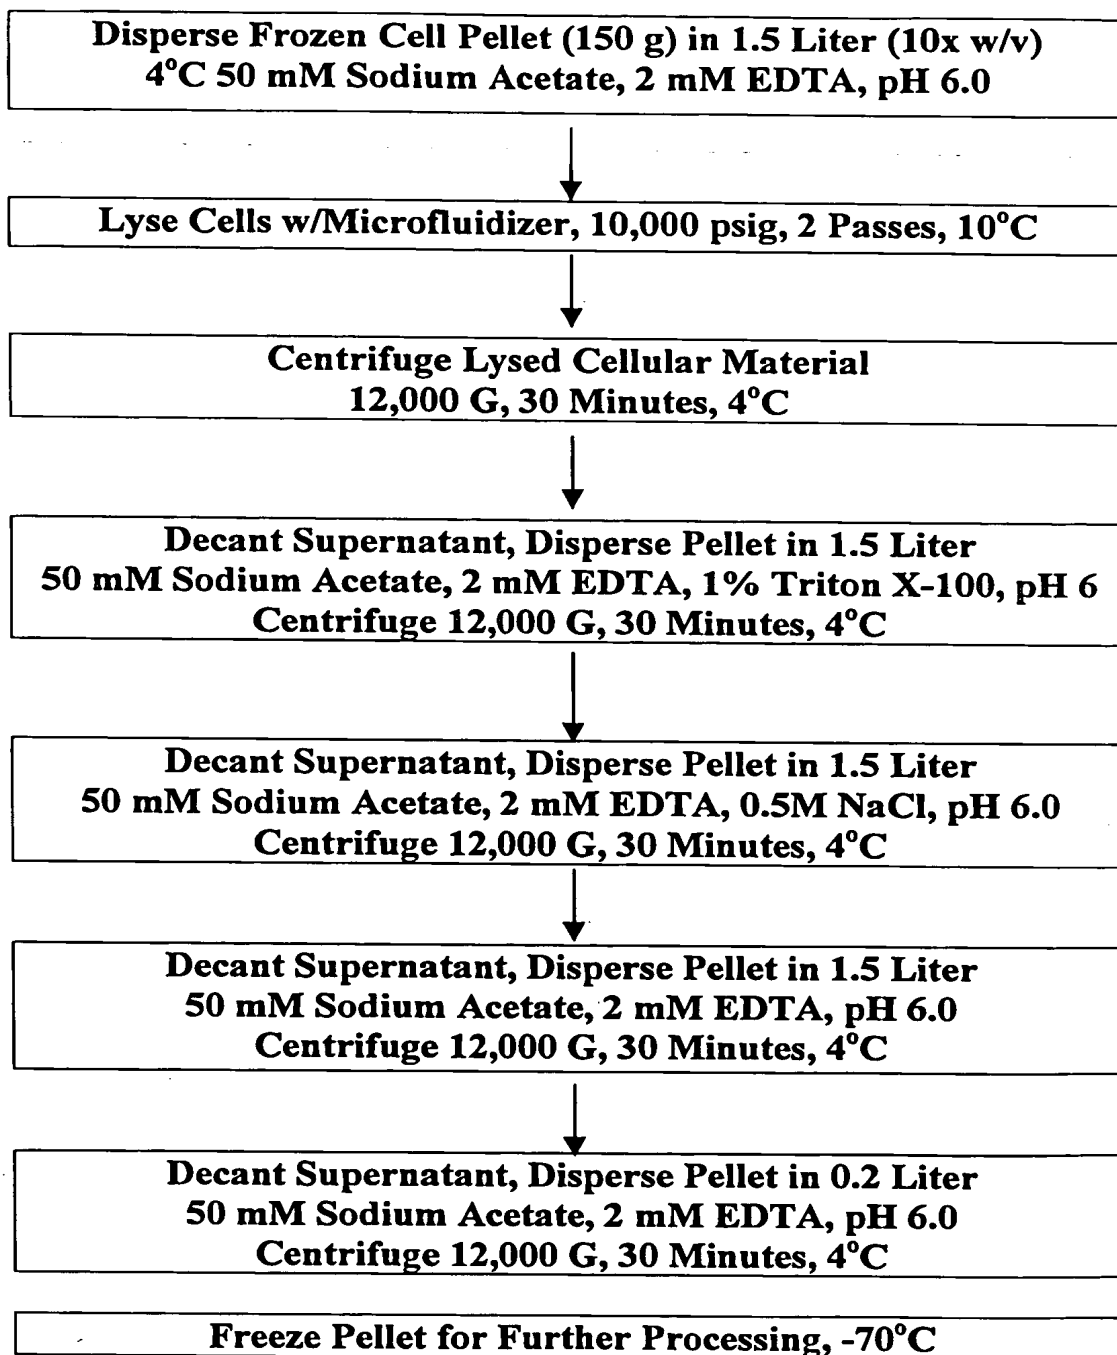 Disperse Frozen Cell Pellet (150 g) in 1.5 Liter (10x w/v)
4°C 50 mM Sodium Acetate, 2 mM EDTA, pH 6.0
Lyse Cells w/Microfluidizer, 10,000 psig, 2 Passes, 10°C
Centrifuge Lysed Cellular Material
12,000 G, 30 Minutes, 4°C
Decant Supernatant, Disperse Pellet in 1.5 Liter
50 mM Sodium Acetate, 2 mM EDTA, 1% Triton X-100, pH 6
Centrifuge 12,000 G, 30 Minutes, 4°C
Decant Supernatant, Disperse Pellet in 1.5 Liter
50 mM Sodium Acetate, 2 mM EDTA, 0.5M NaCl, pH 6.0
Centrifuge 12,000 G, 30 Minutes, 4°C
Decant Supernatant, Disperse Pellet in 1.5 Liter
50 mM Sodium Acetate, 2 mM EDTA, pH 6.0
Centrifuge 12,000 G, 30 Minutes, 4°C
Decant Supernatant, Disperse Pellet in 0.2 Liter
50 mM Sodium Acetate, 2 mM EDTA, pH 6.0
Centrifuge 12,000 G, 30 Minutes, 4°C
Freeze Pellet for Further Processing, -70°C